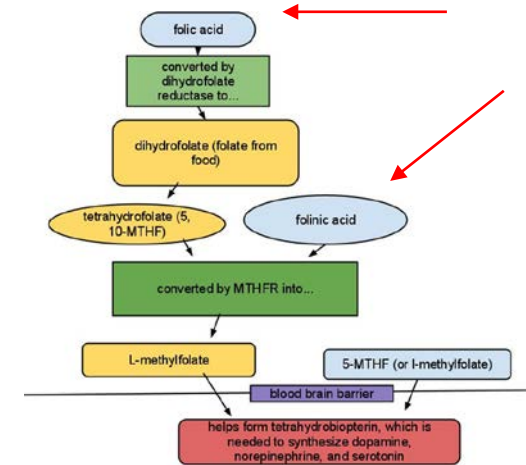 folic acid
converted by
dihydrofolate
reductase to...
dihydrofolate (folate from
food)
tetrahydrofolate (5,
10-MTHF)
folinic acid
converted by MTHFR into...
L-methylfolate
5-MTHF (or l-methylfolate)
blood brain barrier
helps form tetrahydrobiopterin, which is
needed to synthesize dopamine,
norepinephrine, and serotonin